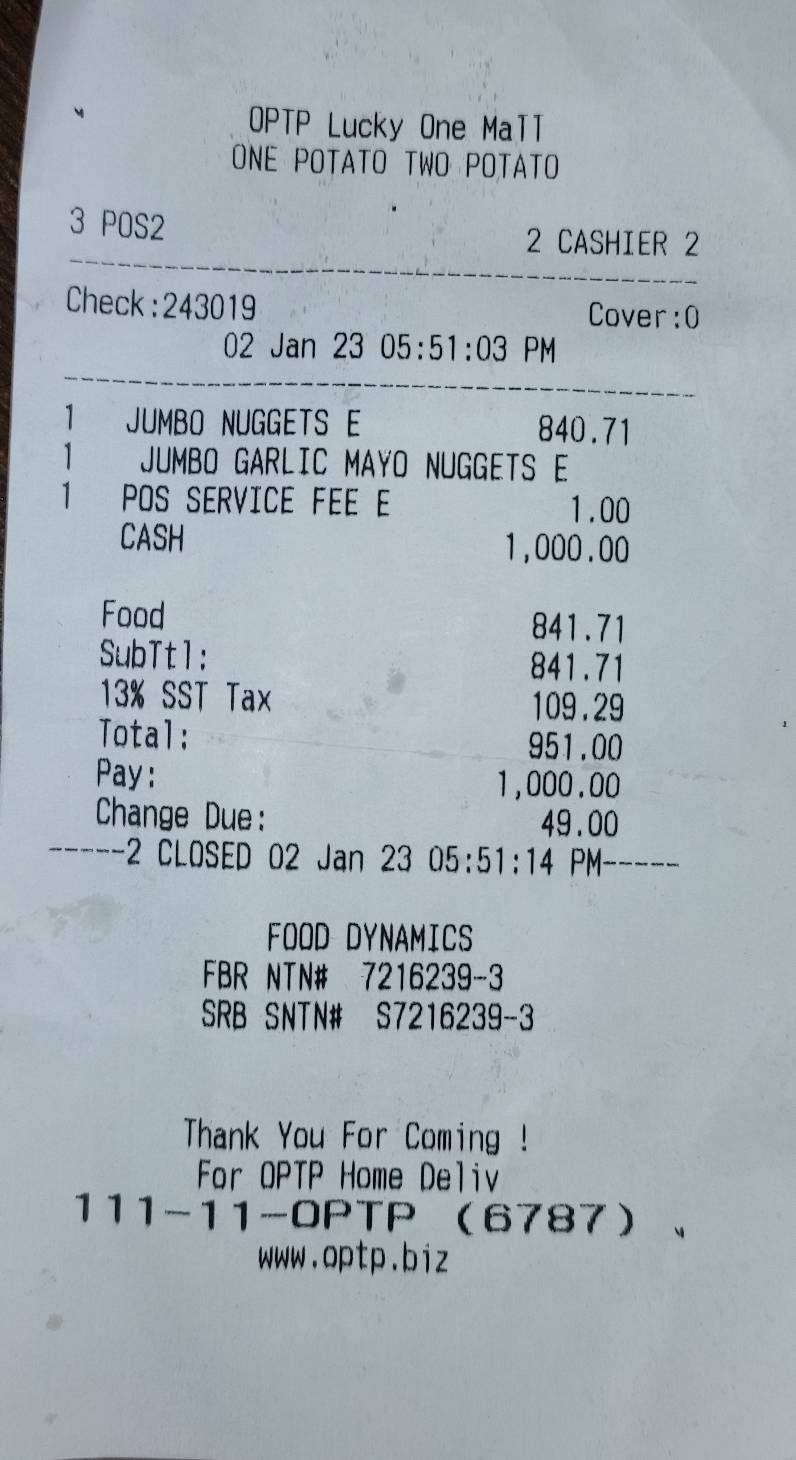 OPTP Lucky One Mall
ONE POTATO TWO POTATO
3 POS2 2 CASHIER 2
Check:243019 Cover:0
02 Jan 23 05:51:03 PM
1 JUMBO NUGGETS E 840.71
1 JUMBO GARLIC MAYO NUGGETS E
1 POS SERVICE FEE E 1.00
CASH 1,000.00
Food 841.71
SubTtl: 841.71
13% SST Tax 109.29
Total: 951.00
Pay: 1,000.00
Change Due: 49.00
-----2 CLOSED 02 Jan 23 05:51:14 PM-----
FOOD DYNAMICS
FBR NTN# 7216239-3
SRB SNTN# S7216239-3
Thank You For Coming !
For OPTP Home Deliv
111-11-OPTP (6787)
www.optp.biz